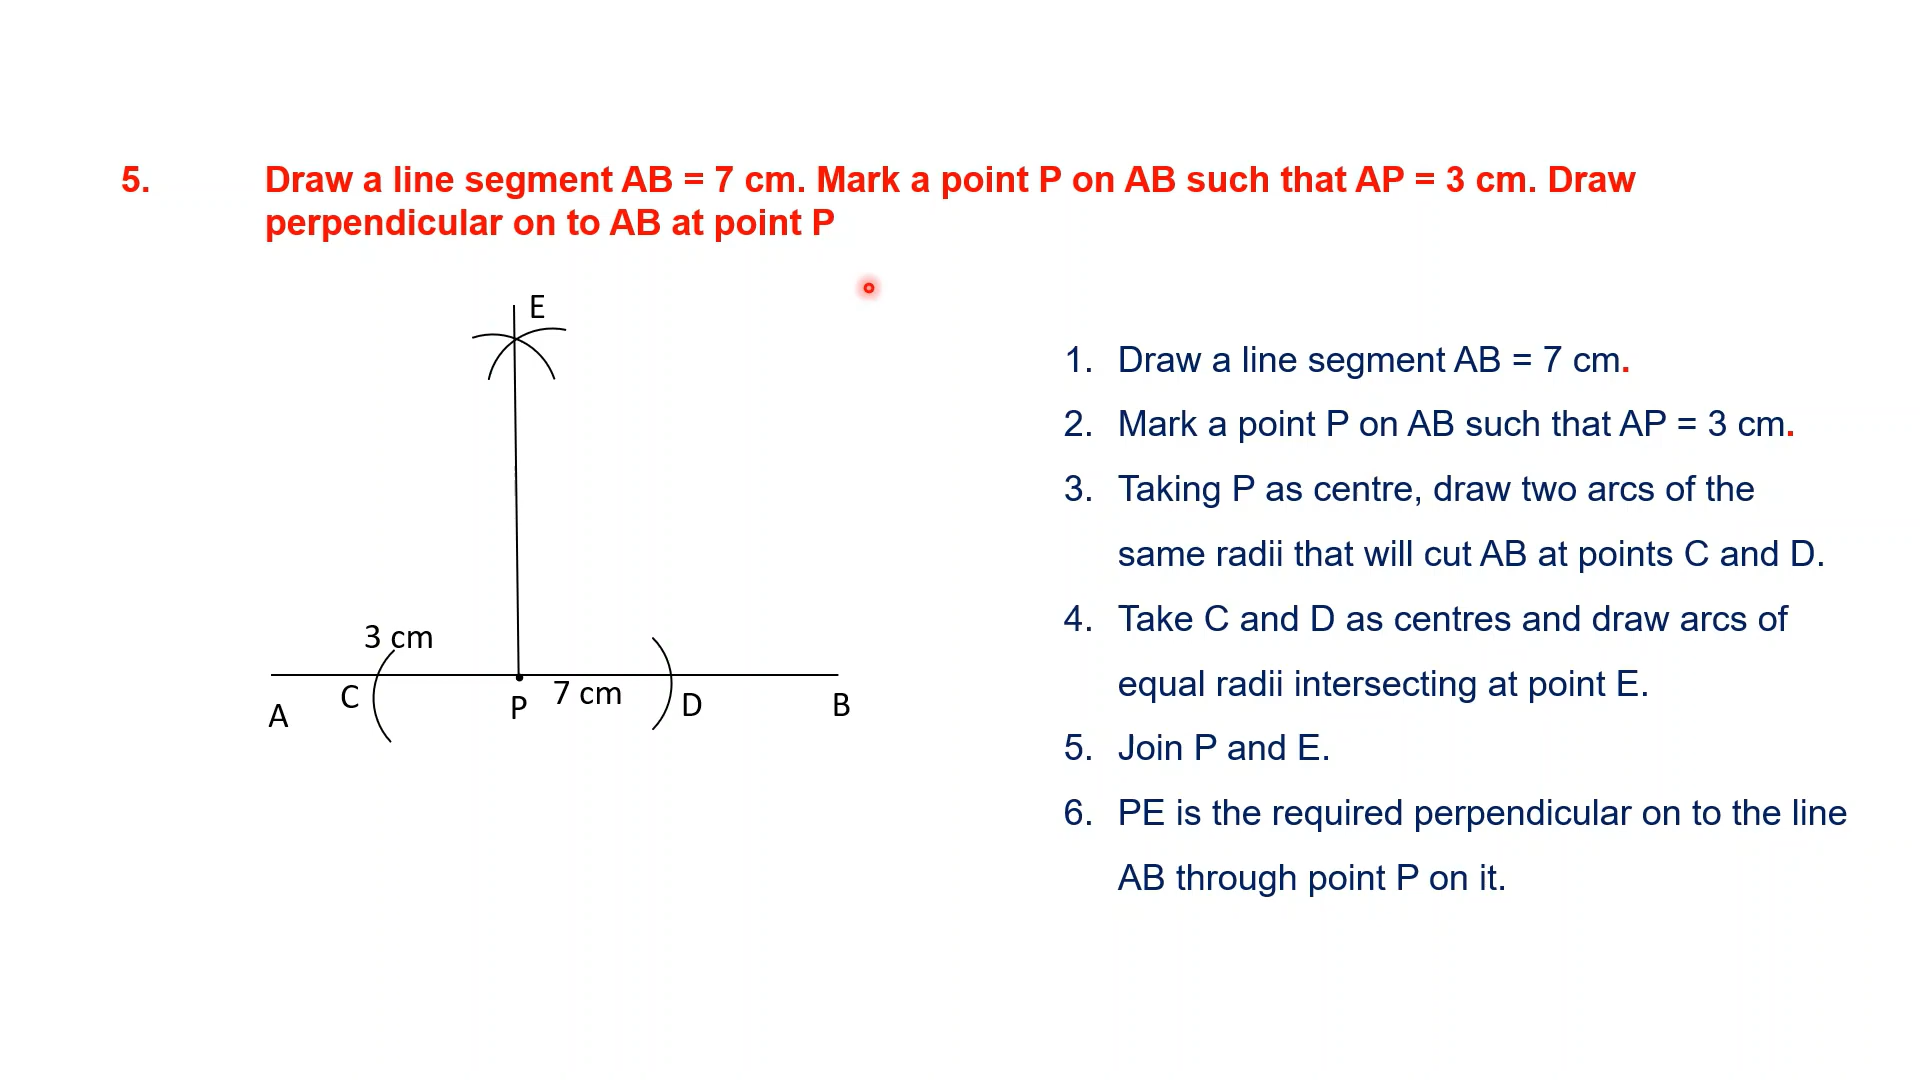 5. Draw a line segment AB = 7 cm. Mark a point P on AB such that AP = 3 cm. Draw
perpendicular on to AB at point P
E
1. Draw a line segment AB = 7 cm.
2. Mark a point P on AB such that AP = 3 cm.
3. Taking P as centre, draw two arcs of the
same radii that will cut AB at points C and D.
4. Take C and D as centres and draw arcs of
equal radii intersecting at point E.
5. Join P and E.
6. PE is the required perpendicular on to the line
AB through point P on it.
3 cm
A C P 7 cm D B